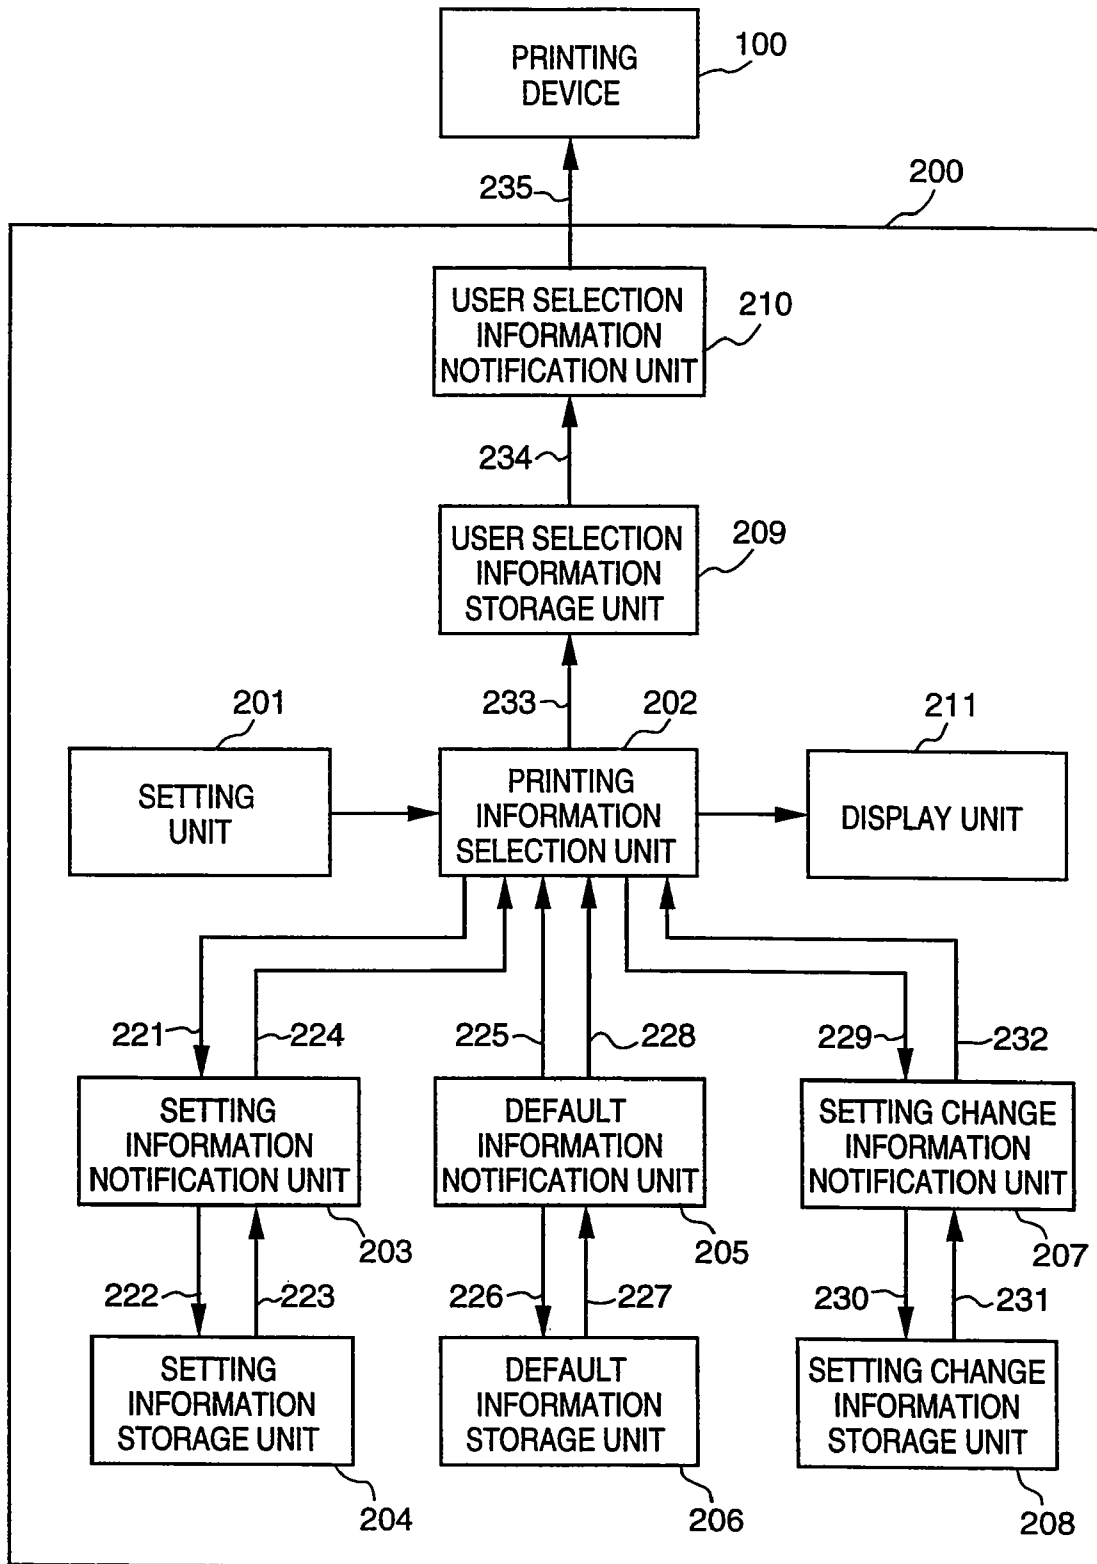 PRINTING
DEVICE
100
235
200
USER SELECTION
INFORMATION
NOTIFICATION UNIT
210
234
USER SELECTION
INFORMATION
STORAGE UNIT
209
233
201
202
211
SETTING
UNIT
PRINTING
INFORMATION
SELECTION UNIT
DISPLAY UNIT
221
224
225
228
229
232
SETTING
INFORMATION
NOTIFICATION UNIT
DEFAULT
INFORMATION
NOTIFICATION UNIT
SETTING CHANGE
INFORMATION
NOTIFICATION UNIT
203
205
207
222
223
226
227
230
231
SETTING
INFORMATION
STORAGE UNIT
DEFAULT
INFORMATION
STORAGE UNIT
SETTING CHANGE
INFORMATION
STORAGE UNIT
204
206
208